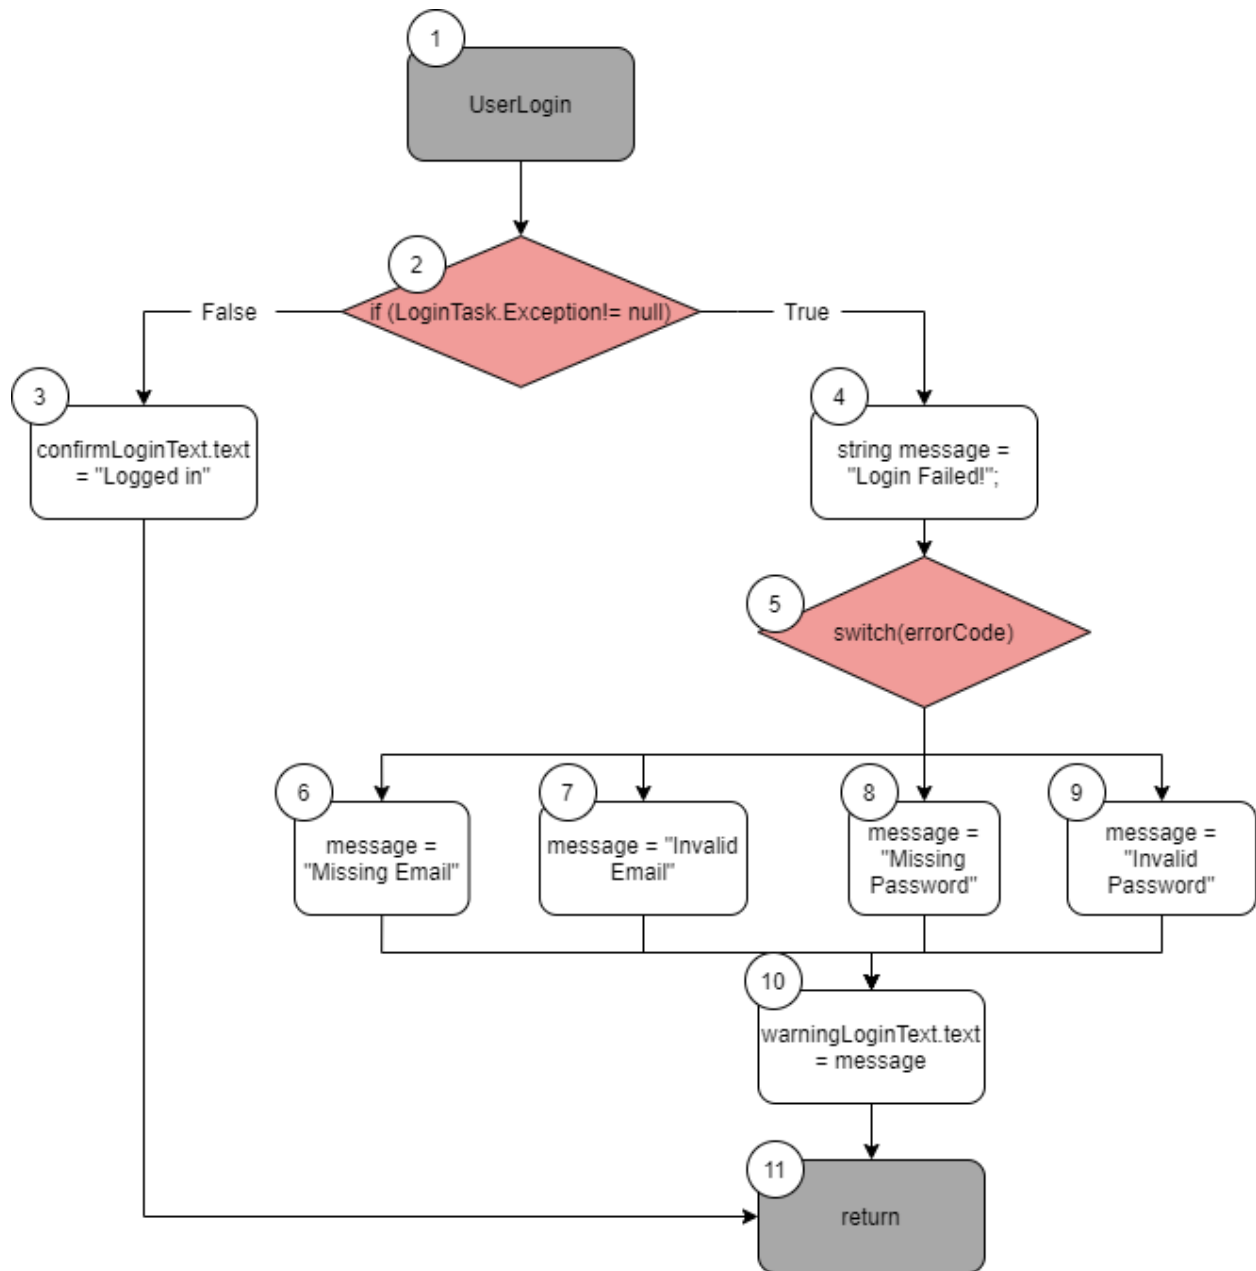 1
UserLogin
2
if (LoginTask.Exception!= null)
False
True
3
confirmLoginText.text
= "Logged in"
4
string message =
"Login Failed!";
5
switch(errorCode)
6
message =
"Missing Email"
7
message = "Invalid
Email"
8
message =
"Missing
Password"
9
message =
"Invalid
Password"
10
warningLoginText.text
= message
11
return